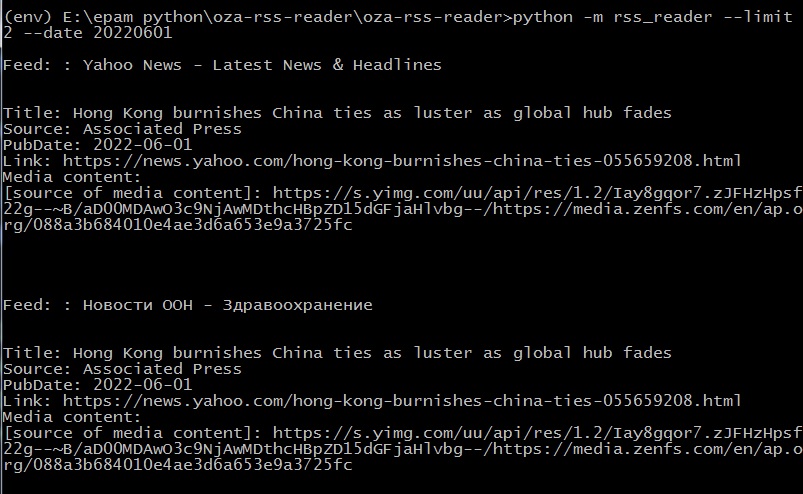 (env) E:\epam python\oza-rss-reader\oza-rss-reader>python -m rss_reader --limit
2 --date 20220601
Feed: : Yahoo News - Latest News & Headlines
Title: Hong Kong burnishes China ties as luster as global hub fades
Source: Associated Press
PubDate: 2022-06-01
Link: https://news.yahoo.com/hong-kong-burnishes-china-ties-055659208.html
Media content:
[source of media content]: https://s.yimg.com/uu/api/res/1.2/Iay8gqor7.zJFHzHpsf
22g--~B/aD00MDAwO3c9NjAwMDthcHBpZD15dGFjaHlvbg--/https://media.zenfs.com/en/ap.o
rg/088a3b684010e4ae3d6a653e9a3725fc
Feed: : Новости ООН - Здравоохранение
Title: Hong Kong burnishes China ties as luster as global hub fades
Source: Associated Press
PubDate: 2022-06-01
Link: https://news.yahoo.com/hong-kong-burnishes-china-ties-055659208.html
Media content:
[source of media content]: https://s.yimg.com/uu/api/res/1.2/Iay8gqor7.zJFHzHpsf
22g--~B/aD00MDAwO3c9NjAwMDthcHBpZD15dGFjaHlvbg--/https://media.zenfs.com/en/ap.o
rg/088a3b684010e4ae3d6a653e9a3725fc